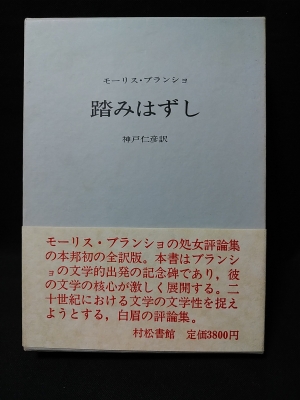 モーリス・ブランショ
踏みはずし
神戸仁彦訳
モーリス・ブランショの処女評論集
の本邦初の全訳版。本書はブランシ
ョの文学的出発の記念碑であり，彼
の文学の核心が激しく展開する。二
十世紀における文学の文学性を捉え
ようとする，白眉の評論集。
村松書館 定価3800円